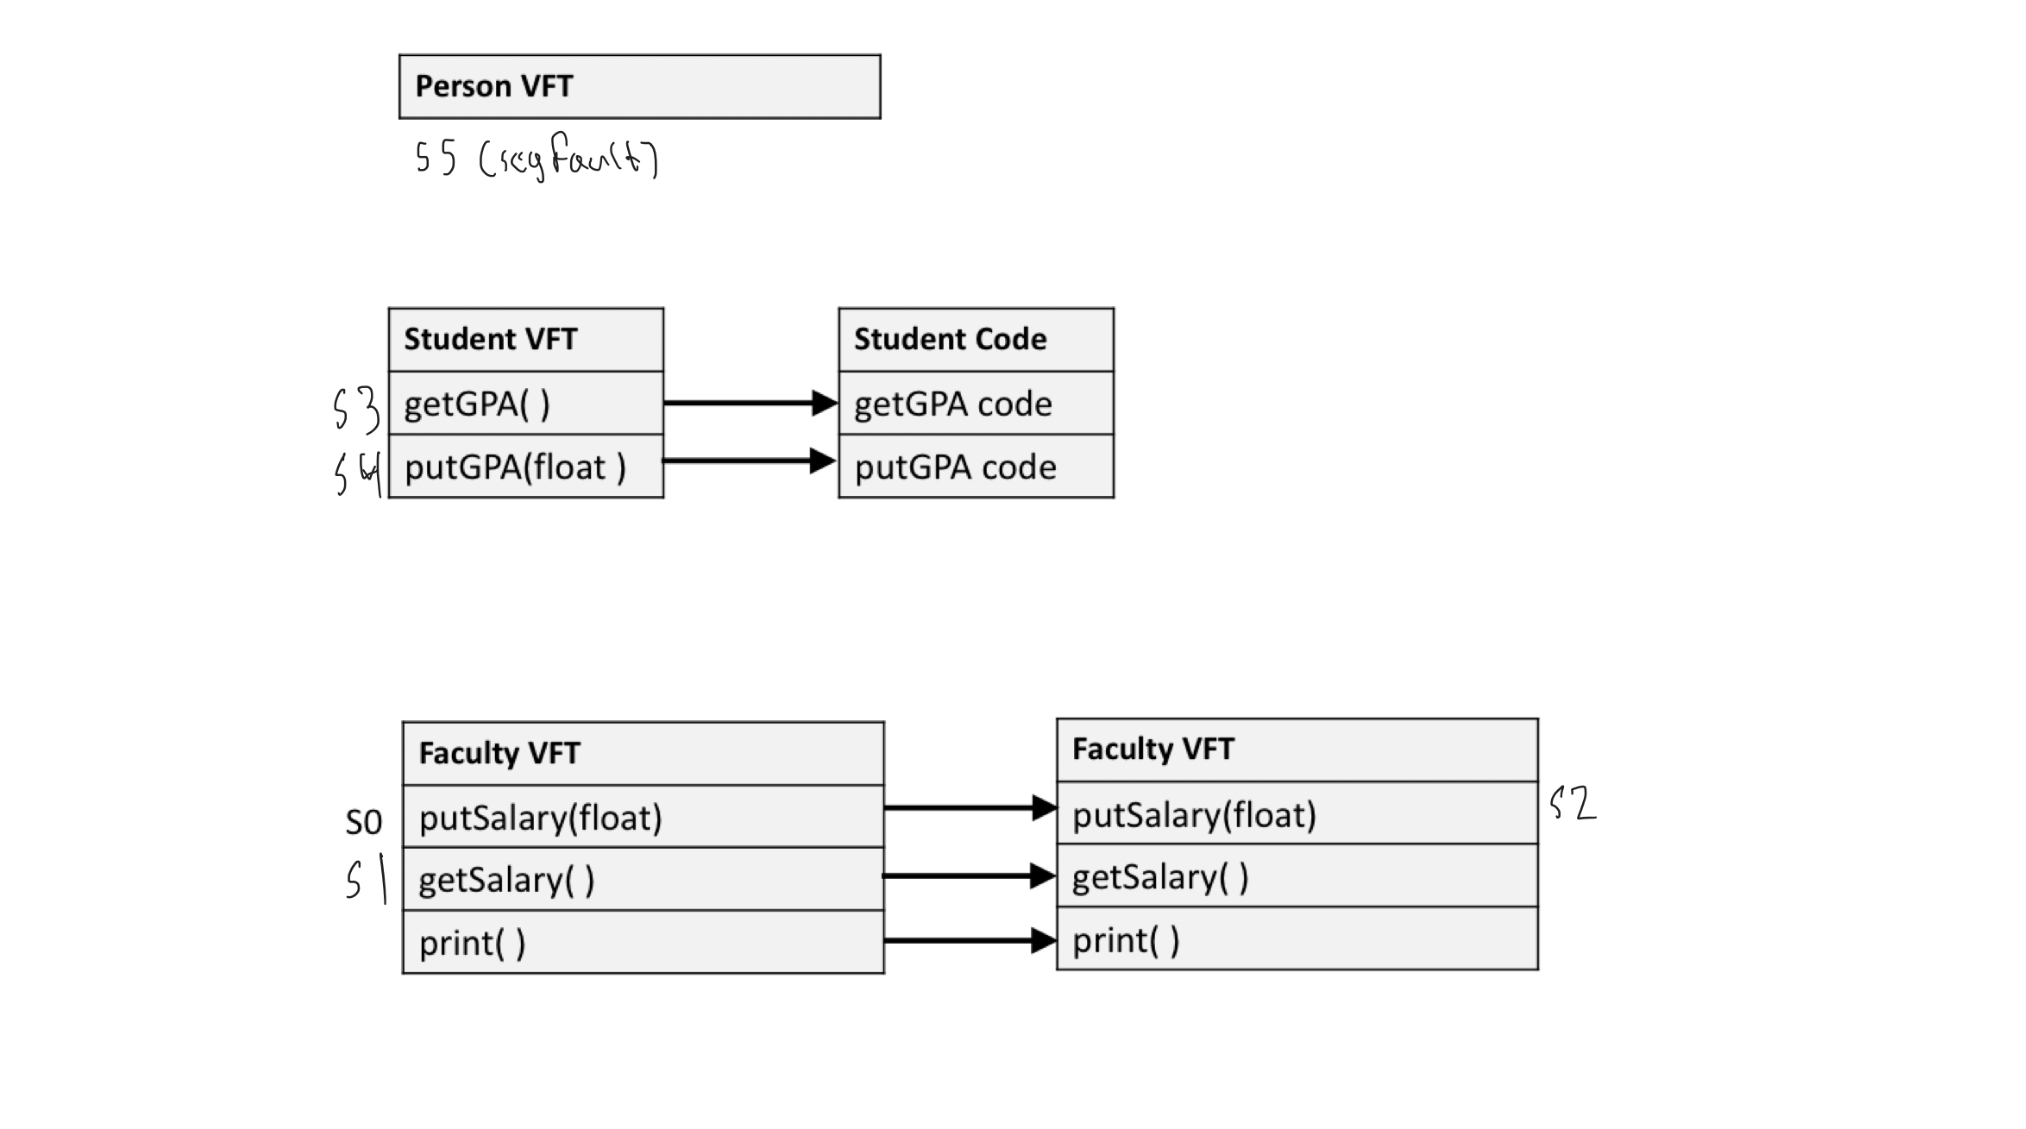 Person VFT
S5 (segfault)
Student VFT
Student Code
S3
getGPA( )
getGPA code
S4
putGPA(float )
putGPA code
Faculty VFT
Faculty VFT
S0
putSalary(float)
putSalary(float)
S2
S1
getSalary( )
getSalary( )
print( )
print( )